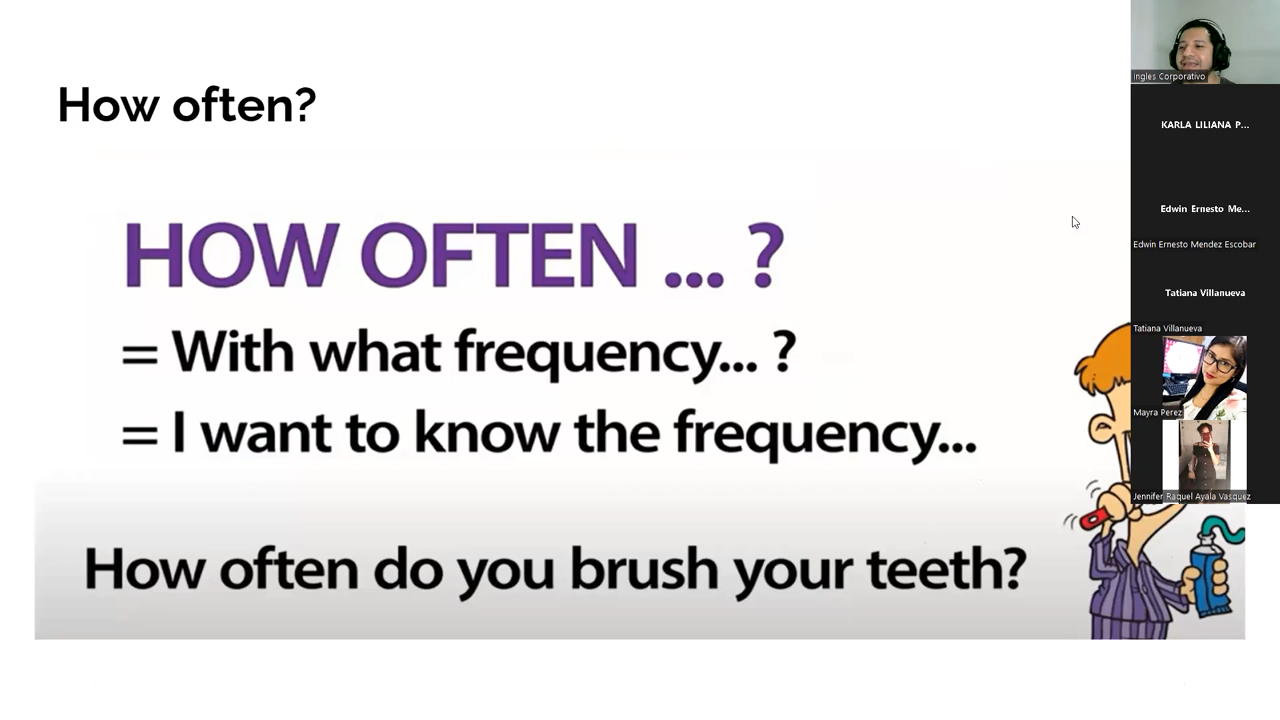 How often?
HOW OFTEN ... ?
= With what frequency... ?
= I want to know the frequency...
How often do you brush your teeth?
Ingles Corporativo
KARLA LILIANA P...
Edwin Ernesto Me...
Edwin Ernesto Mendez Escobar
Tatiana Villanueva
Tatiana Villanueva
Mayra Perez
Jennifer Raquel Ayala Vasquez